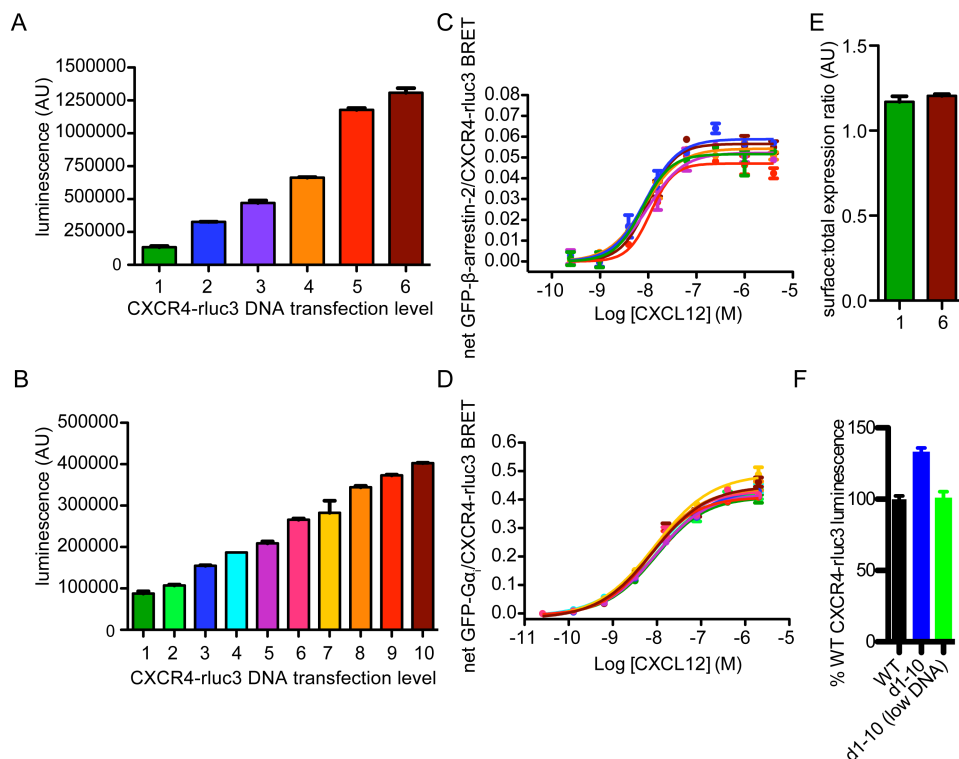 A
luminescence (AU)
1500000
1250000
1000000
750000
500000
250000
0
1 2 3 4 5 6
CXCR4-rluc3 DNA transfection level
B
luminescence (AU)
500000
400000
300000
200000
100000
0
1 2 3 4 5 6 7 8 9 10
CXCR4-rluc3 DNA transfection level
C
net GFP-β-arrestin-2/CXCR4-rluc3 BRET
0.08
0.07
0.06
0.05
0.04
0.03
0.02
0.01
0.00
-10 -9 -8 -7 -6 -5
Log [CXCL12] (M)
D
net GFP-Gαi/CXCR4-rluc3 BRET
0.6
0.5
0.4
0.3
0.2
0.1
0.0
-11 -10 -9 -8 -7 -6 -5
Log [CXCL12] (M)
E
surface:total expression ratio (AU)
1.5
1.0
0.5
0.0
1 6
F
% WT CXCR4-rluc3 luminescence
150
100
50
0
WT
d1-10
d1-10 (low DNA)